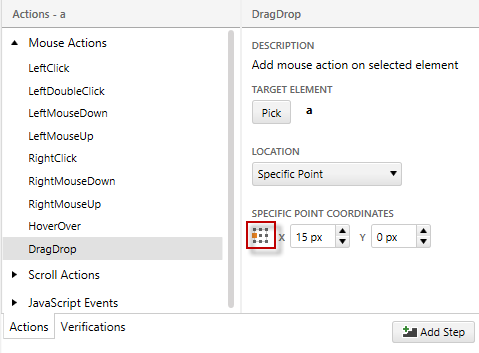 Actions - a
Mouse Actions
LeftClick
LeftDoubleClick
LeftMouseDown
LeftMouseUp
RightClick
RightMouseDown
RightMouseUp
HoverOver
DragDrop
Scroll Actions
JavaScript Events
Actions
Verifications
DragDrop
DESCRIPTION
Add mouse action on selected element
TARGET ELEMENT
Pick a
LOCATION
Specific Point
SPECIFIC POINT COORDINATES
X 15 px Y 0 px
Add Step